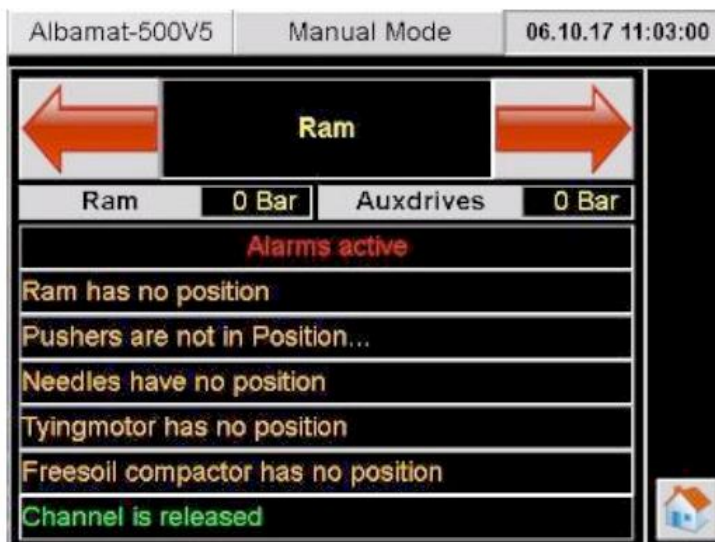 Albamat-500V5 Manual Mode 06.10.17 11:03:00
Ram
Ram 0 Bar Auxdrives 0 Bar
Alarms active
Ram has no position
Pushers are not in Position...
Needles have no position
Tyingmotor has no position
Freesoil compactor has no position
Channel is released